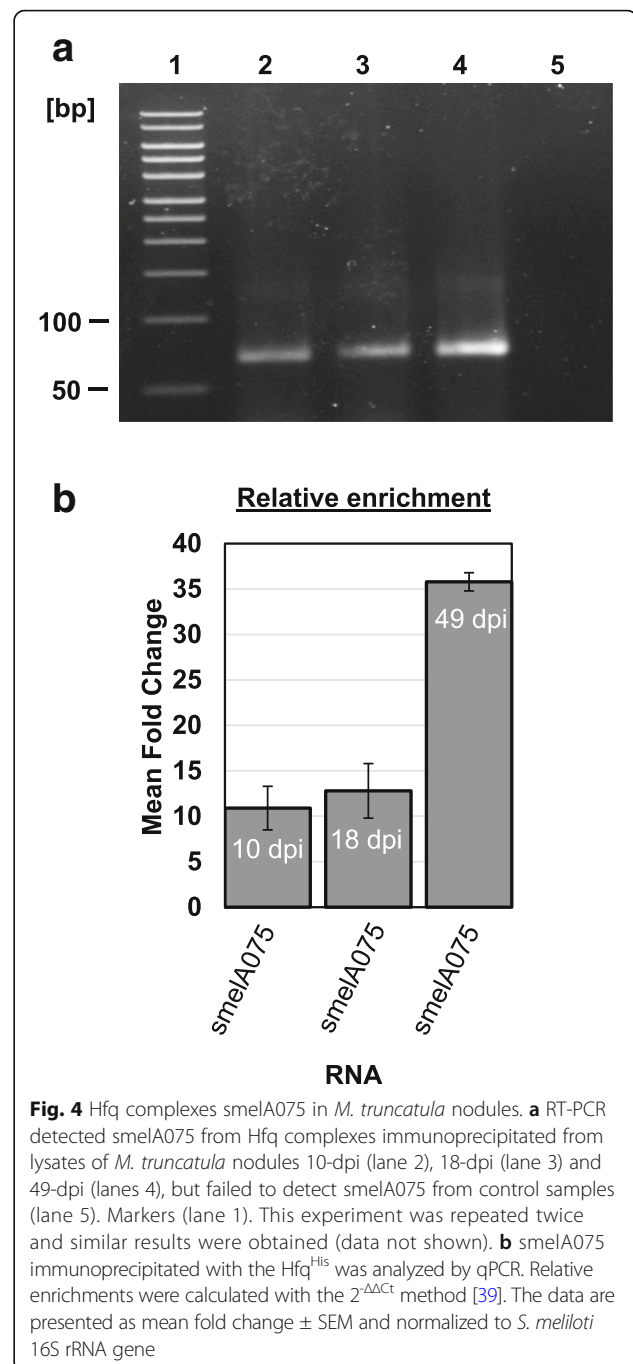 a
1 2 3 4 5
[bp]
100
50
b
Relative enrichment
Mean Fold Change
40
35
30
25
20
15
10
5
0
10 dpi
18 dpi
49 dpi
smelA075
smelA075
smelA075
RNA
Fig. 4 Hfq complexes smelA075 in M. truncatula nodules. a RT-PCR
detected smelA075 from Hfq complexes immunoprecipitated from
lysates of M. truncatula nodules 10-dpi (lane 2), 18-dpi (lane 3) and
49-dpi (lanes 4), but failed to detect smelA075 from control samples
(lane 5). Markers (lane 1). This experiment was repeated twice
and similar results were obtained (data not shown). b smelA075
immunoprecipitated with the Hfq^His was analyzed by qPCR. Relative
enrichments were calculated with the 2^-ΔΔCt method [39]. The data are
presented as mean fold change ± SEM and normalized to S. meliloti
16S rRNA gene